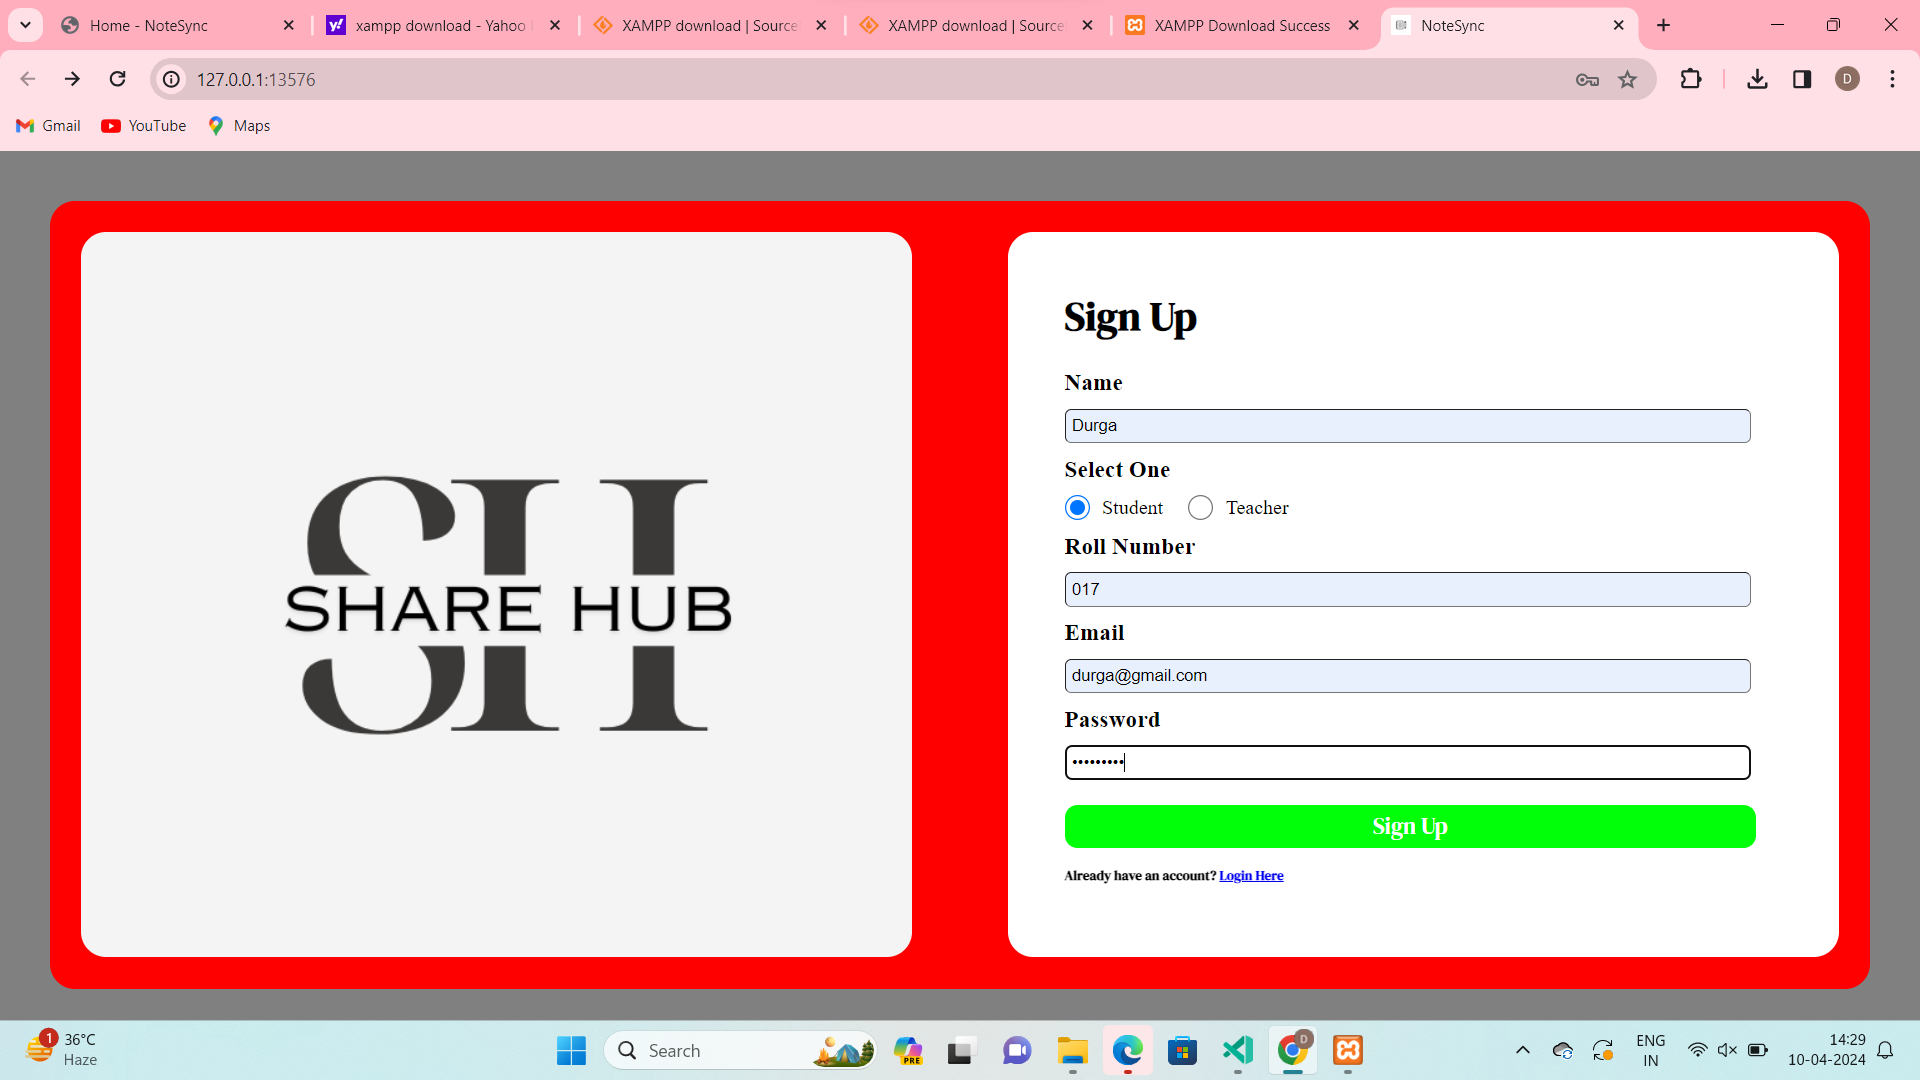 Home - NoteSync
xampp download - Yahoo
XAMPP download | Source
XAMPP download | Source
XAMPP Download Success
NoteSync
127.0.0.1:13576
D
Gmail
YouTube
Maps
SH
SHARE HUB
Sign Up
Name
Durga
Select One
Student
Teacher
Roll Number
017
Email
durga@gmail.com
Password
•••••••••
Sign Up
Already have an account? Login Here
1
36°C
Haze
Search
PRE
D
ENG
IN
14:29
10-04-2024